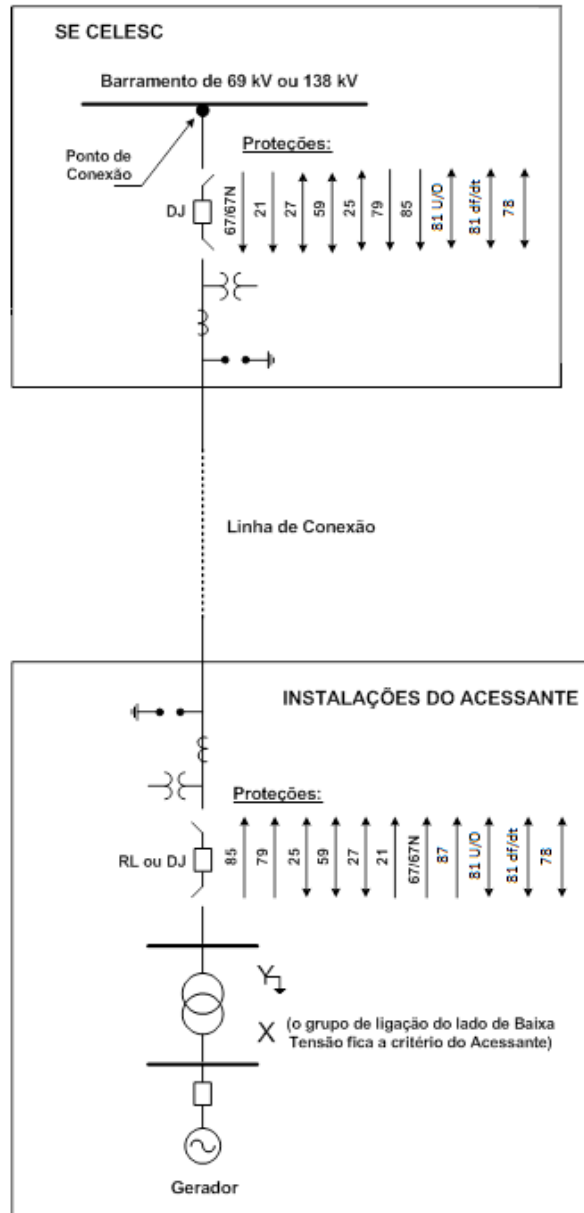 SE CELESC
Barramento de 69 kV ou 138 kV
Ponto de
Conexão
Proteções:
DJ
67/67N
21
27
59
25
79
85
81 U/O
81 df/dt
78
Linha de Conexão
INSTALAÇÕES DO ACESSANTE
Proteções:
RL ou DJ
85
79
25
59
27
21
67/67N
87
81 U/O
81 df/dt
78
Y
X (o grupo de ligação do lado de Baixa
Tensão fica a critério do Acessante)
Gerador